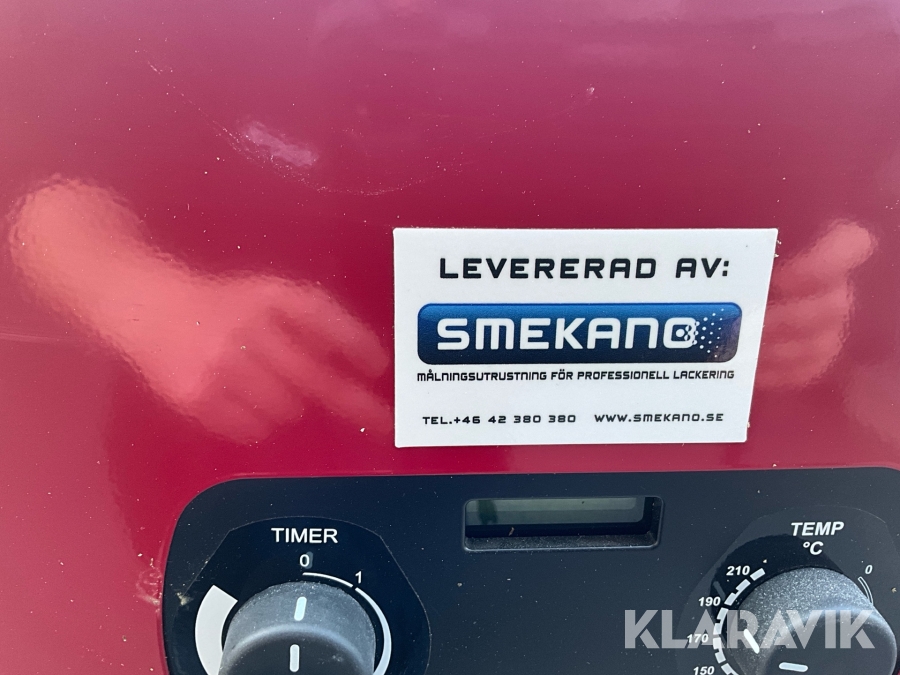 LEVERERAD AV:
SMEKANO
MÅLNINGSUTRUSTNING FÖR PROFESSIONELL LACKERING
TEL.+46 42 380 380 WWW.SMEKANO.SE
TIMER
0
1
TEMP
°C
0
210
190
170
150
KLARAVIK